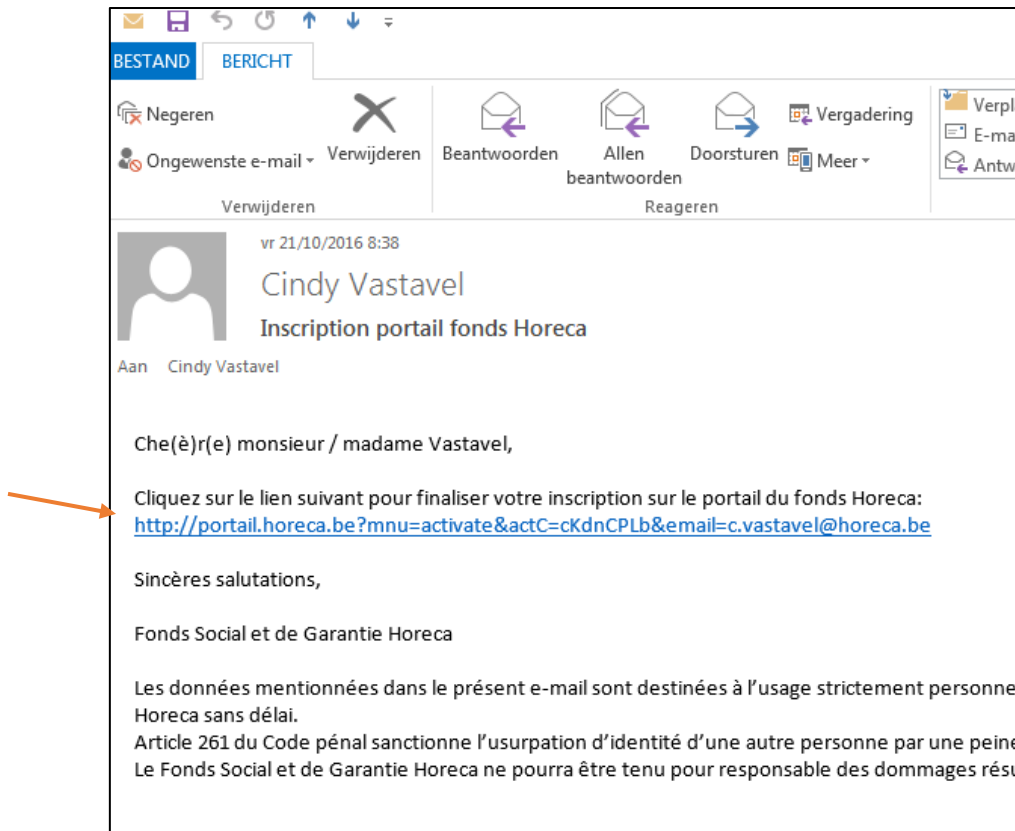 BESTAND BERICHT
Negeren
Ongewenste e-mail
Verwijderen
Beantwoorden
Allen
beantwoorden
Doorsturen
Vergadering
Meer
Verwijderen
Reageren
vr 21/10/2016 8:38
Cindy Vastavel
Inscription portail fonds Horeca
Aan Cindy Vastavel
Che(è)r(e) monsieur / madame Vastavel,
Cliquez sur le lien suivant pour finaliser votre inscription sur le portail du fonds Horeca:
http://portail.horeca.be?mnu=activate&actC=cKdnCPLb&email=c.vastavel@horeca.be
Sincères salutations,
Fonds Social et de Garantie Horeca
Les données mentionnées dans le présent e-mail sont destinées à l’usage strictement personne
Horeca sans délai.
Article 261 du Code pénal sanctionne l’usurpation d’identité d’une autre personne par une peine
Le Fonds Social et de Garantie Horeca ne pourra être tenu pour responsable des dommages résu